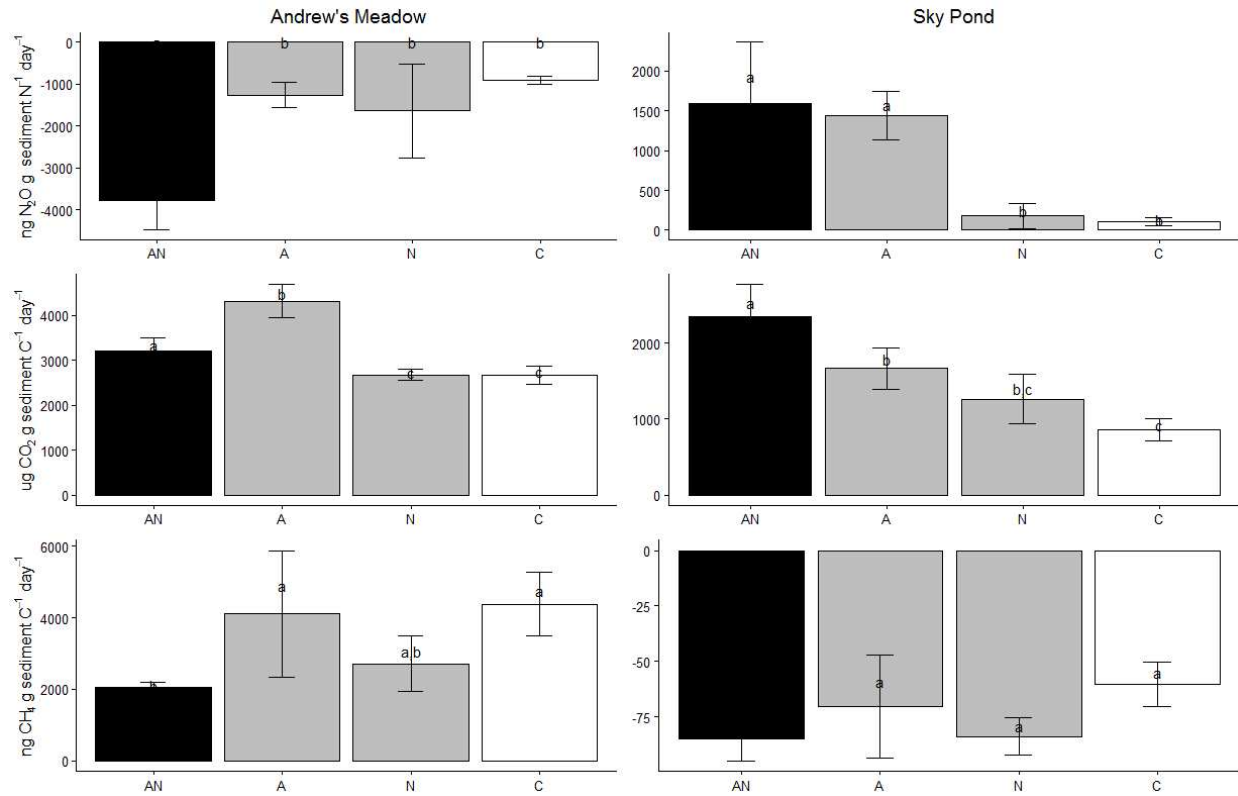 Andrew's Meadow
Sky Pond
ng N₂O g sediment N⁻¹ day⁻¹
0
-1000
-2000
-3000
-4000
b
b
b
AN A N C
2000
1500
1000
500
0
a
a
b
b
AN A N C
ug CO₂ g sediment C⁻¹ day⁻¹
4000
3000
2000
1000
0
a
b
c
c
AN A N C
2000
1000
0
a
b
b,c
c
AN A N C
ng CH₄ g sediment C⁻¹ day⁻¹
6000
4000
2000
0
b
a
a,b
a
AN A N C
0
-25
-50
-75
a
a
a
AN A N C